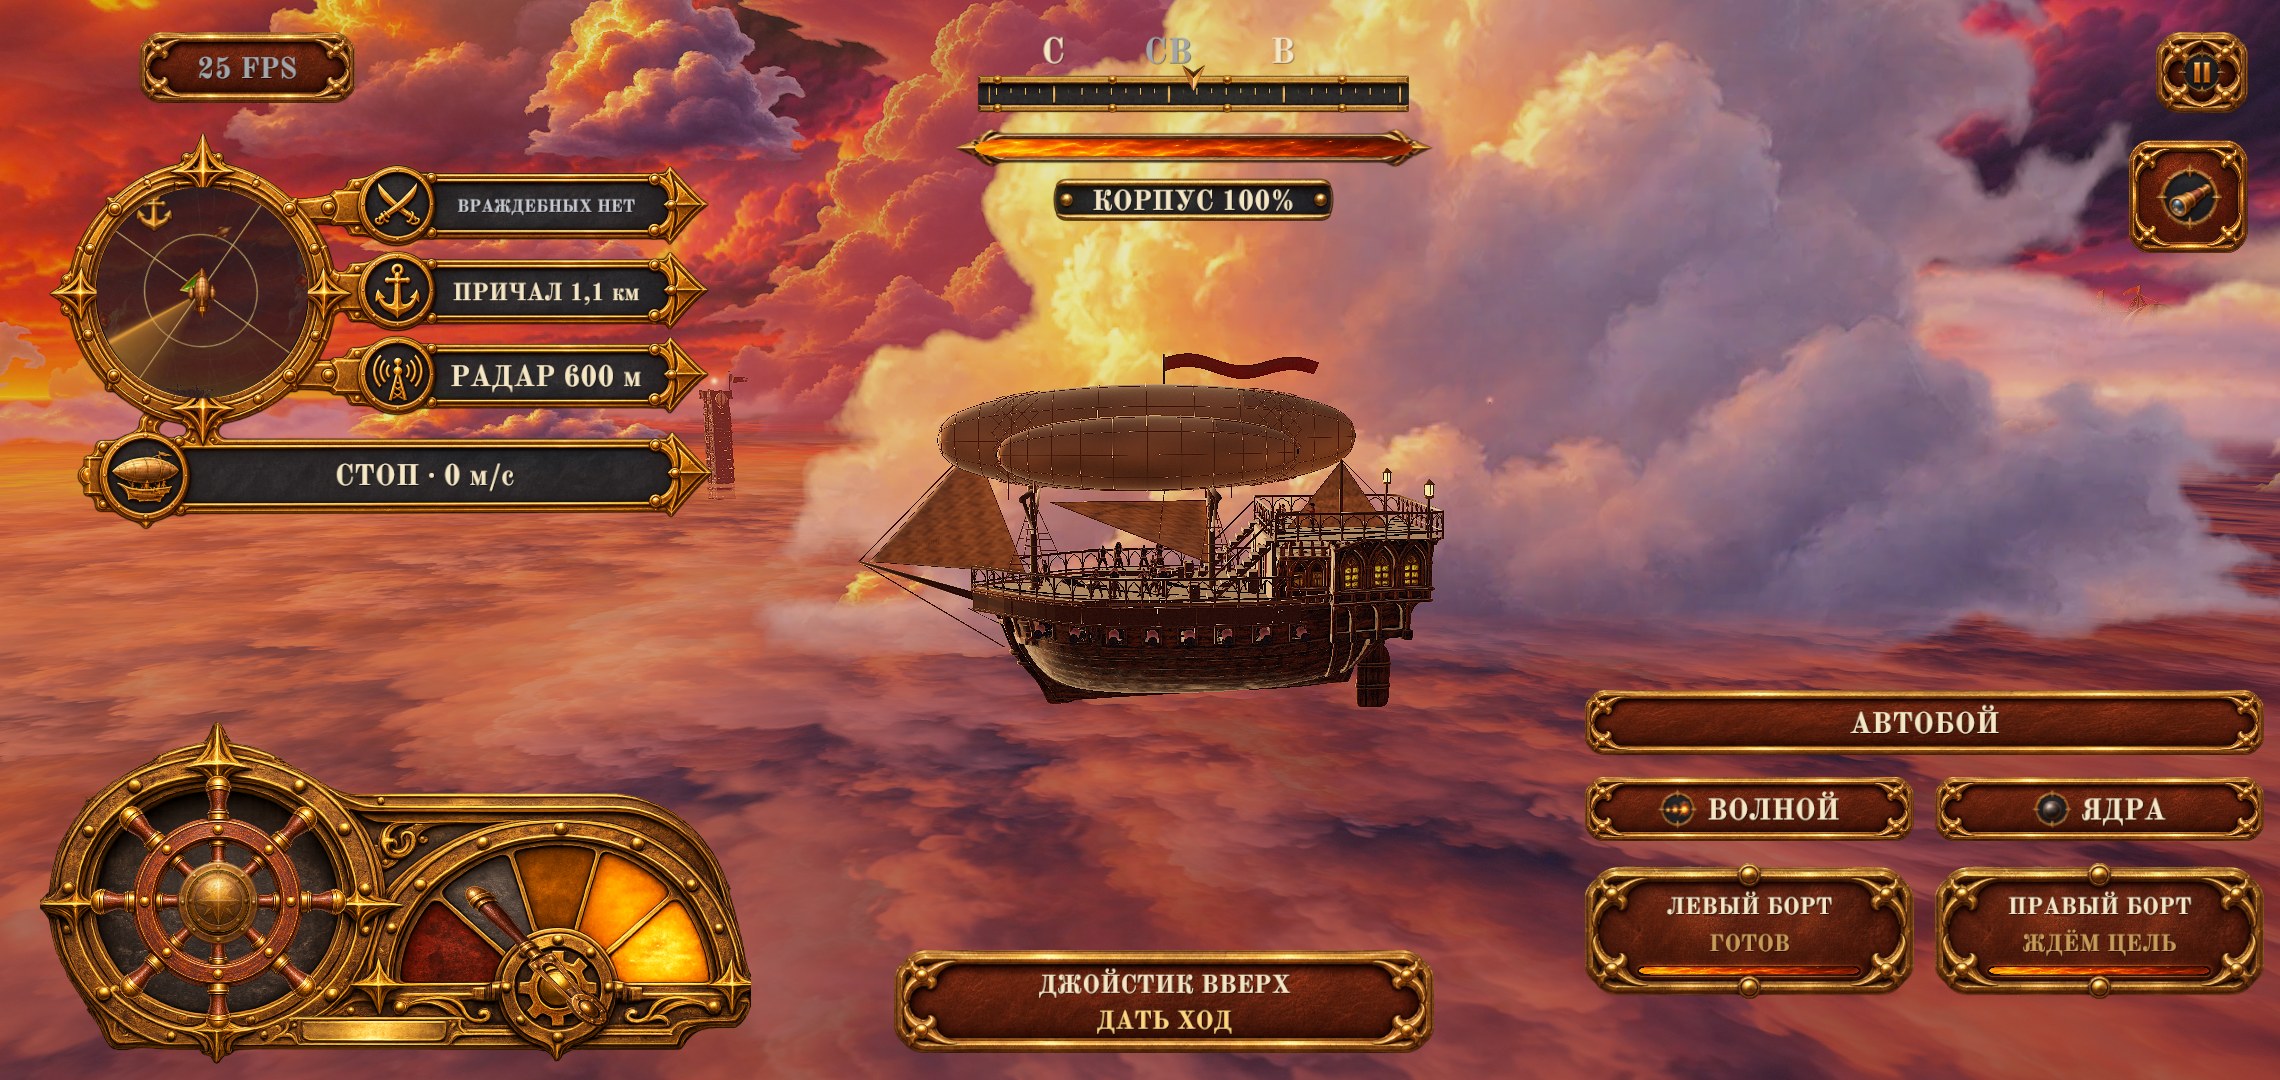 25 FPS
С СВ В
КОРПУС 100%
ВРАЖДЕБНЫХ НЕТ
ПРИЧАЛ 1,1 км
РАДАР 600 м
СТОП · 0 м/с
АВТОБОЙ
ВОЛНОЙ
ЯДРА
ЛЕВЫЙ БОРТ
ГОТОВ
ПРАВЫЙ БОРТ
ЖДЁМ ЦЕЛЬ
ДЖОЙСТИК ВВЕРХ
ДАТЬ ХОД